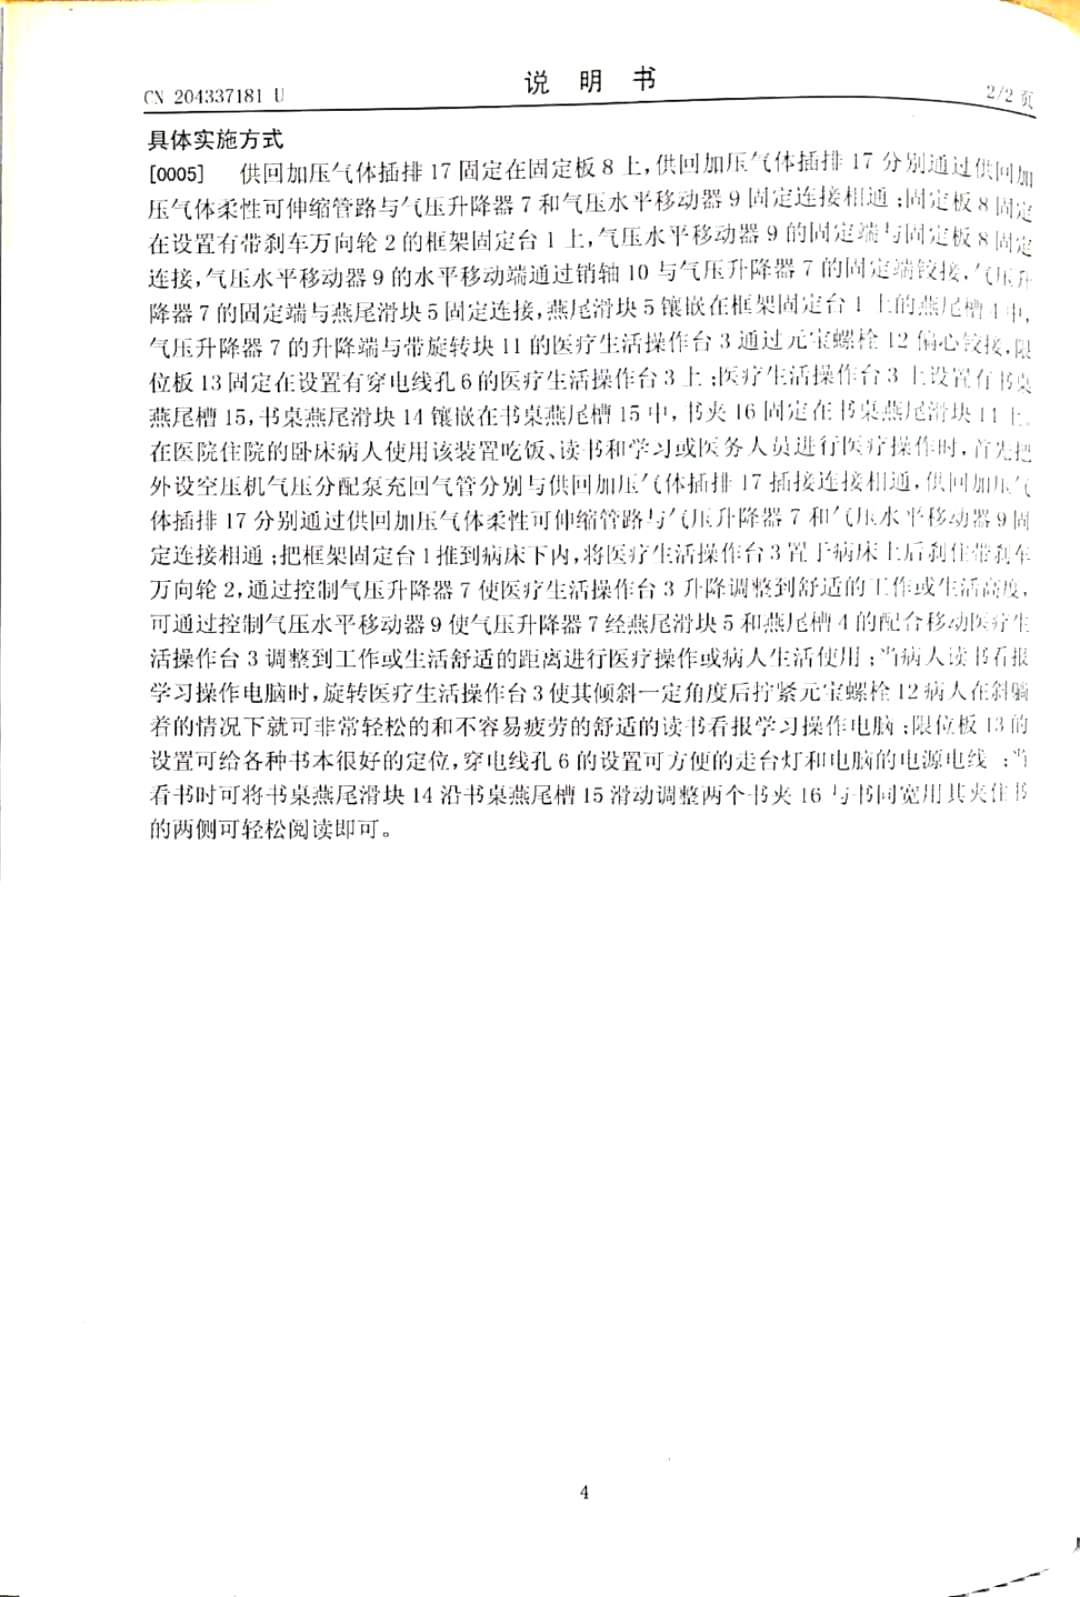 CN 204337181 U
说 明 书
2/2 页
具体实施方式
[0005] 供回加压气体插排 17 固定在固定板 8 上，供回加压气体插排 17 分别通过供回加
压气体柔性可伸缩管路与气压升降器 7 和气压水平移动器 9 固定连接相通；固定板 8 固定
在设置有带刹车万向轮 2 的框架固定台 1 上，气压水平移动器 9 的固定端与固定板 8 固定
连接，气压水平移动器 9 的水平移动端通过销轴 10 与气压升降器 7 的固定端铰接，气压升
降器 7 的固定端与燕尾滑块 5 固定连接，燕尾滑块 5 镶嵌在框架固定台 1 上的燕尾槽 4 中，
气压升降器 7 的升降端与带旋转块 11 的医疗生活操作台 3 通过元宝螺栓 12 偏心铰接，限
位板 13 固定在设置有穿电线孔 6 的医疗生活操作台 3 上；医疗生活操作台 3 上设置有书桌
燕尾槽 15，书桌燕尾滑块 14 镶嵌在书桌燕尾槽 15 中，书夹 16 固定在书桌燕尾滑块 14 上。
在医院住院的卧床病人使用该装置吃饭、读书和学习或医务人员进行医疗操作时，首先把
外设空压机气压分配泵充回气管分别与供回加压气体插排 17 插接连接相通，供回加压气
体插排 17 分别通过供回加压气体柔性可伸缩管路与气压升降器 7 和气压水平移动器 9 固
定连接相通；把框架固定台 1 推到病床下内，将医疗生活操作台 3 置于病床上后刹住带刹车
万向轮 2，通过控制气压升降器 7 使医疗生活操作台 3 升降调整到舒适的工作或生活高度，
可通过控制气压水平移动器 9 使气压升降器 7 经燕尾滑块 5 和燕尾槽 4 的配合移动医疗生
活操作台 3 调整到工作或生活舒适的距离进行医疗操作或病人生活使用；当病人读书看报
学习操作电脑时，旋转医疗生活操作台 3 使其倾斜一定角度后拧紧元宝螺栓 12 病人在斜躺
着的情况下就可非常轻松的和不容易疲劳的舒适的读书看报学习操作电脑；限位板 13 的
设置可给各种书本很好的定位，穿电线孔 6 的设置可方便的走台灯和电脑的电源电线；当
看书时可将书桌燕尾滑块 14 沿书桌燕尾槽 15 滑动调整两个书夹 16 与书同宽用其夹住书
的两侧可轻松阅读即可。
4